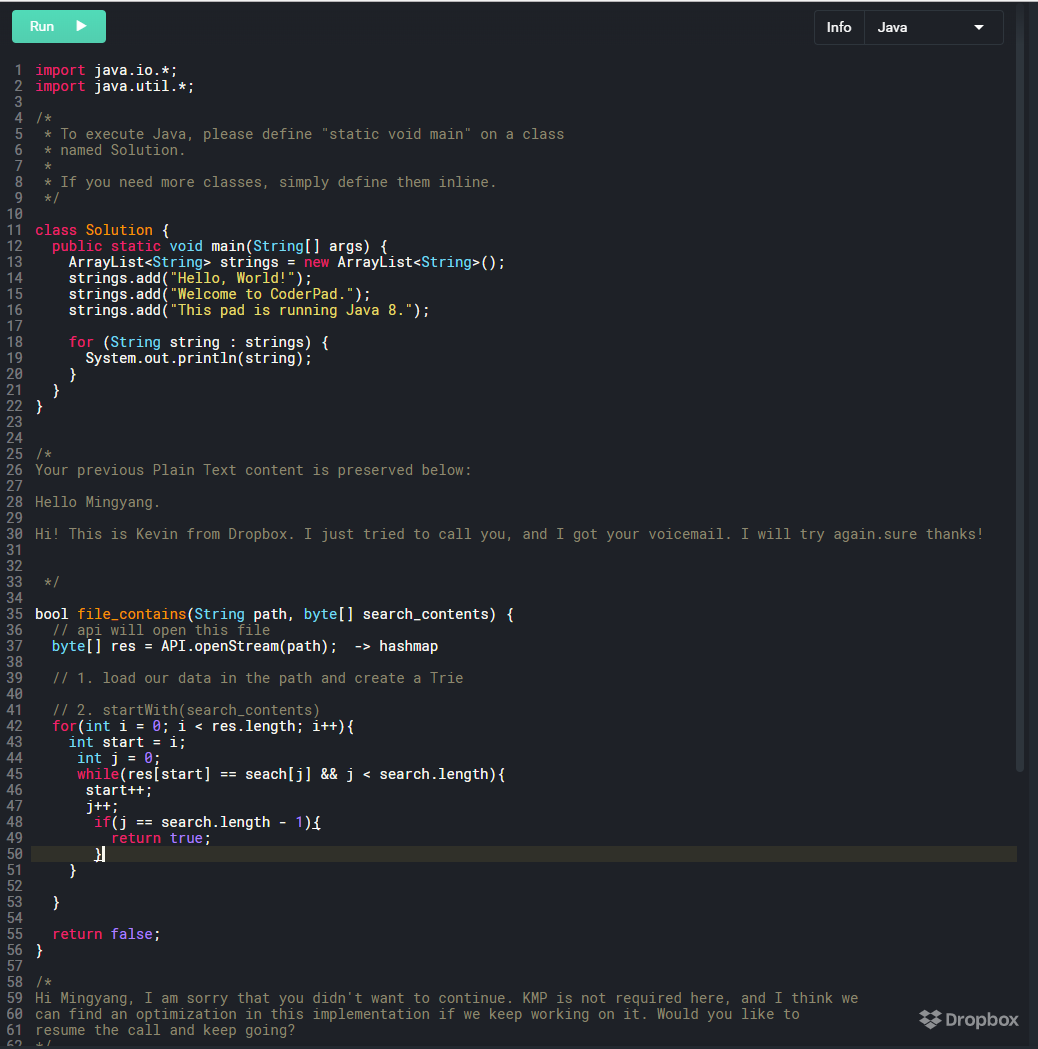 Run
Info Java
1 import java.io.*;
2 import java.util.*;
3
4 /*
5 * To execute Java, please define "static void main" on a class
6 * named Solution.
7 *
8 * If you need more classes, simply define them inline.
9 */
10
11 class Solution {
12 public static void main(String[] args) {
13 ArrayList<String> strings = new ArrayList<String>();
14 strings.add("Hello, World!");
15 strings.add("Welcome to CoderPad.");
16 strings.add("This pad is running Java 8.");
17
18 for (String string : strings) {
19 System.out.println(string);
20 }
21 }
22 }
23
24
25 /*
26 Your previous Plain Text content is preserved below:
27
28 Hello Mingyang.
29
30 Hi! This is Kevin from Dropbox. I just tried to call you, and I got your voicemail. I will try again.sure thanks!
31
32
33 */
34
35 bool file_contains(String path, byte[] search_contents) {
36 // api will open this file
37 byte[] res = API.openStream(path); -> hashmap
38
39 // 1. load our data in the path and create a Trie
40
41 // 2. startWith(search_contents)
42 for(int i = 0; i < res.length; i++){
43 int start = i;
44 int j = 0;
45 while(res[start] == seach[j] && j < search.length){
46 start++;
47 j++;
48 if(j == search.length - 1){
49 return true;
50 }
51 }
52
53 }
54
55 return false;
56 }
57
58 /*
59 Hi Mingyang, I am sorry that you didn't want to continue. KMP is not required here, and I think we
60 can find an optimization in this implementation if we keep working on it. Would you like to
61 resume the call and keep going?
62 */
Dropbox